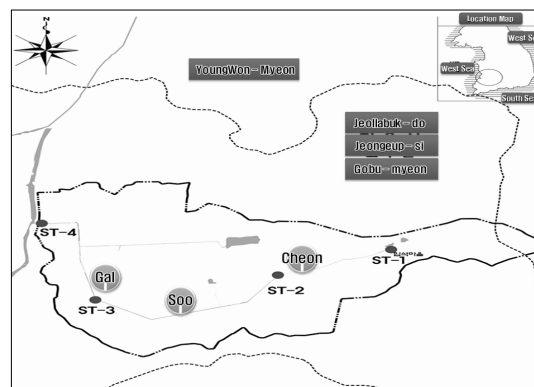 N
Location Map
West Sea
West Sea
South Sea
YoungWon-Myeon
Jeollabuk-do
Jeongeup-si
Gobu-myeon
ST-4
ST-1
Cheon
Gal
Soo
ST-2
ST-3